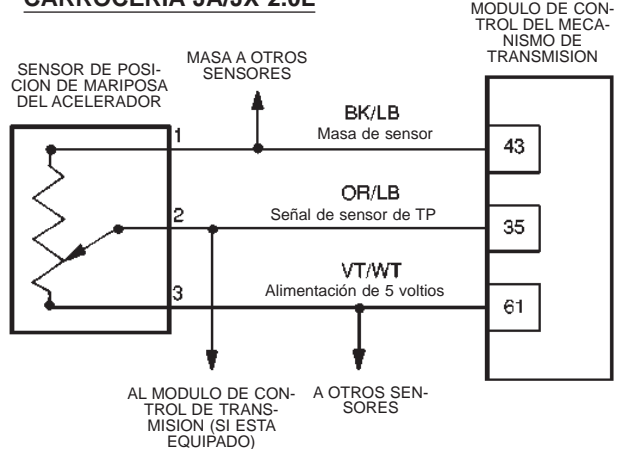 CARROCERIA JA/JX 2.0L
MODULO DE CON-
TROL DEL MECA-
NISMO DE
TRANSMISION
SENSOR DE POSI-
CION DE MARIPOSA
DEL ACELERADOR
MASA A OTROS
SENSORES
1
BK/LB
Masa de sensor
43
2
OR/LB
Señal de sensor de TP
35
3
VT/WT
Alimentación de 5 voltios
61
AL MODULO DE CON-
TROL DE TRANS-
MISION (SI ESTA
EQUIPADO)
A OTROS SEN-
SORES